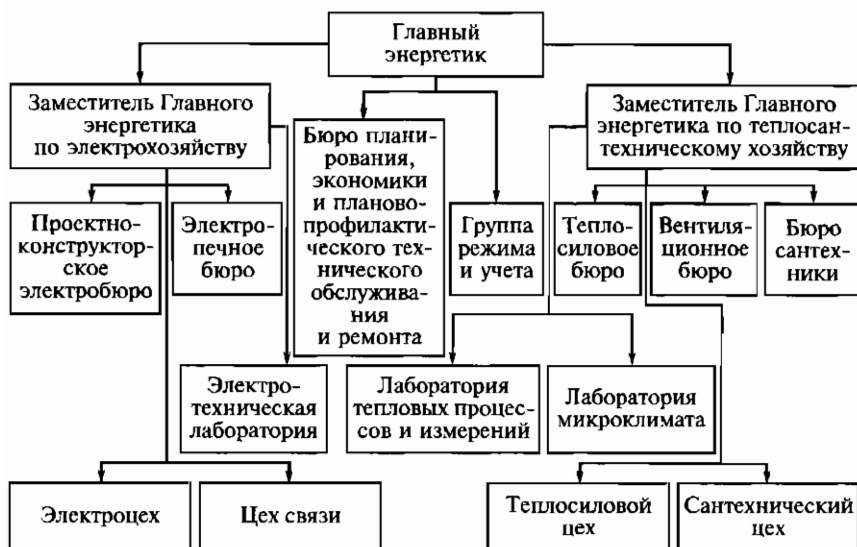 Главный
энергетик
Заместитель Главного
энергетика
по электрохозяйству
Бюро плани-
рования,
экономики
и планово-
профилакти-
ческого тех-
нического
обслужива-
ния
и ремонта
Заместитель Главного
энергетика по теплосан-
техническому хозяйству
Проектно-
конструктор-
ское
электробюро
Электро-
печное
бюро
Группа
режима
и учета
Тепло-
силовое
бюро
Вентиля-
ционное
бюро
Бюро
сантех-
ники
Электро-
техническая
лаборатория
Лаборатория
тепловых процес-
сов и измерений
Лаборатория
микроклимата
Электроцех
Цех связи
Теплосиловой
цех
Сантехнический
цех